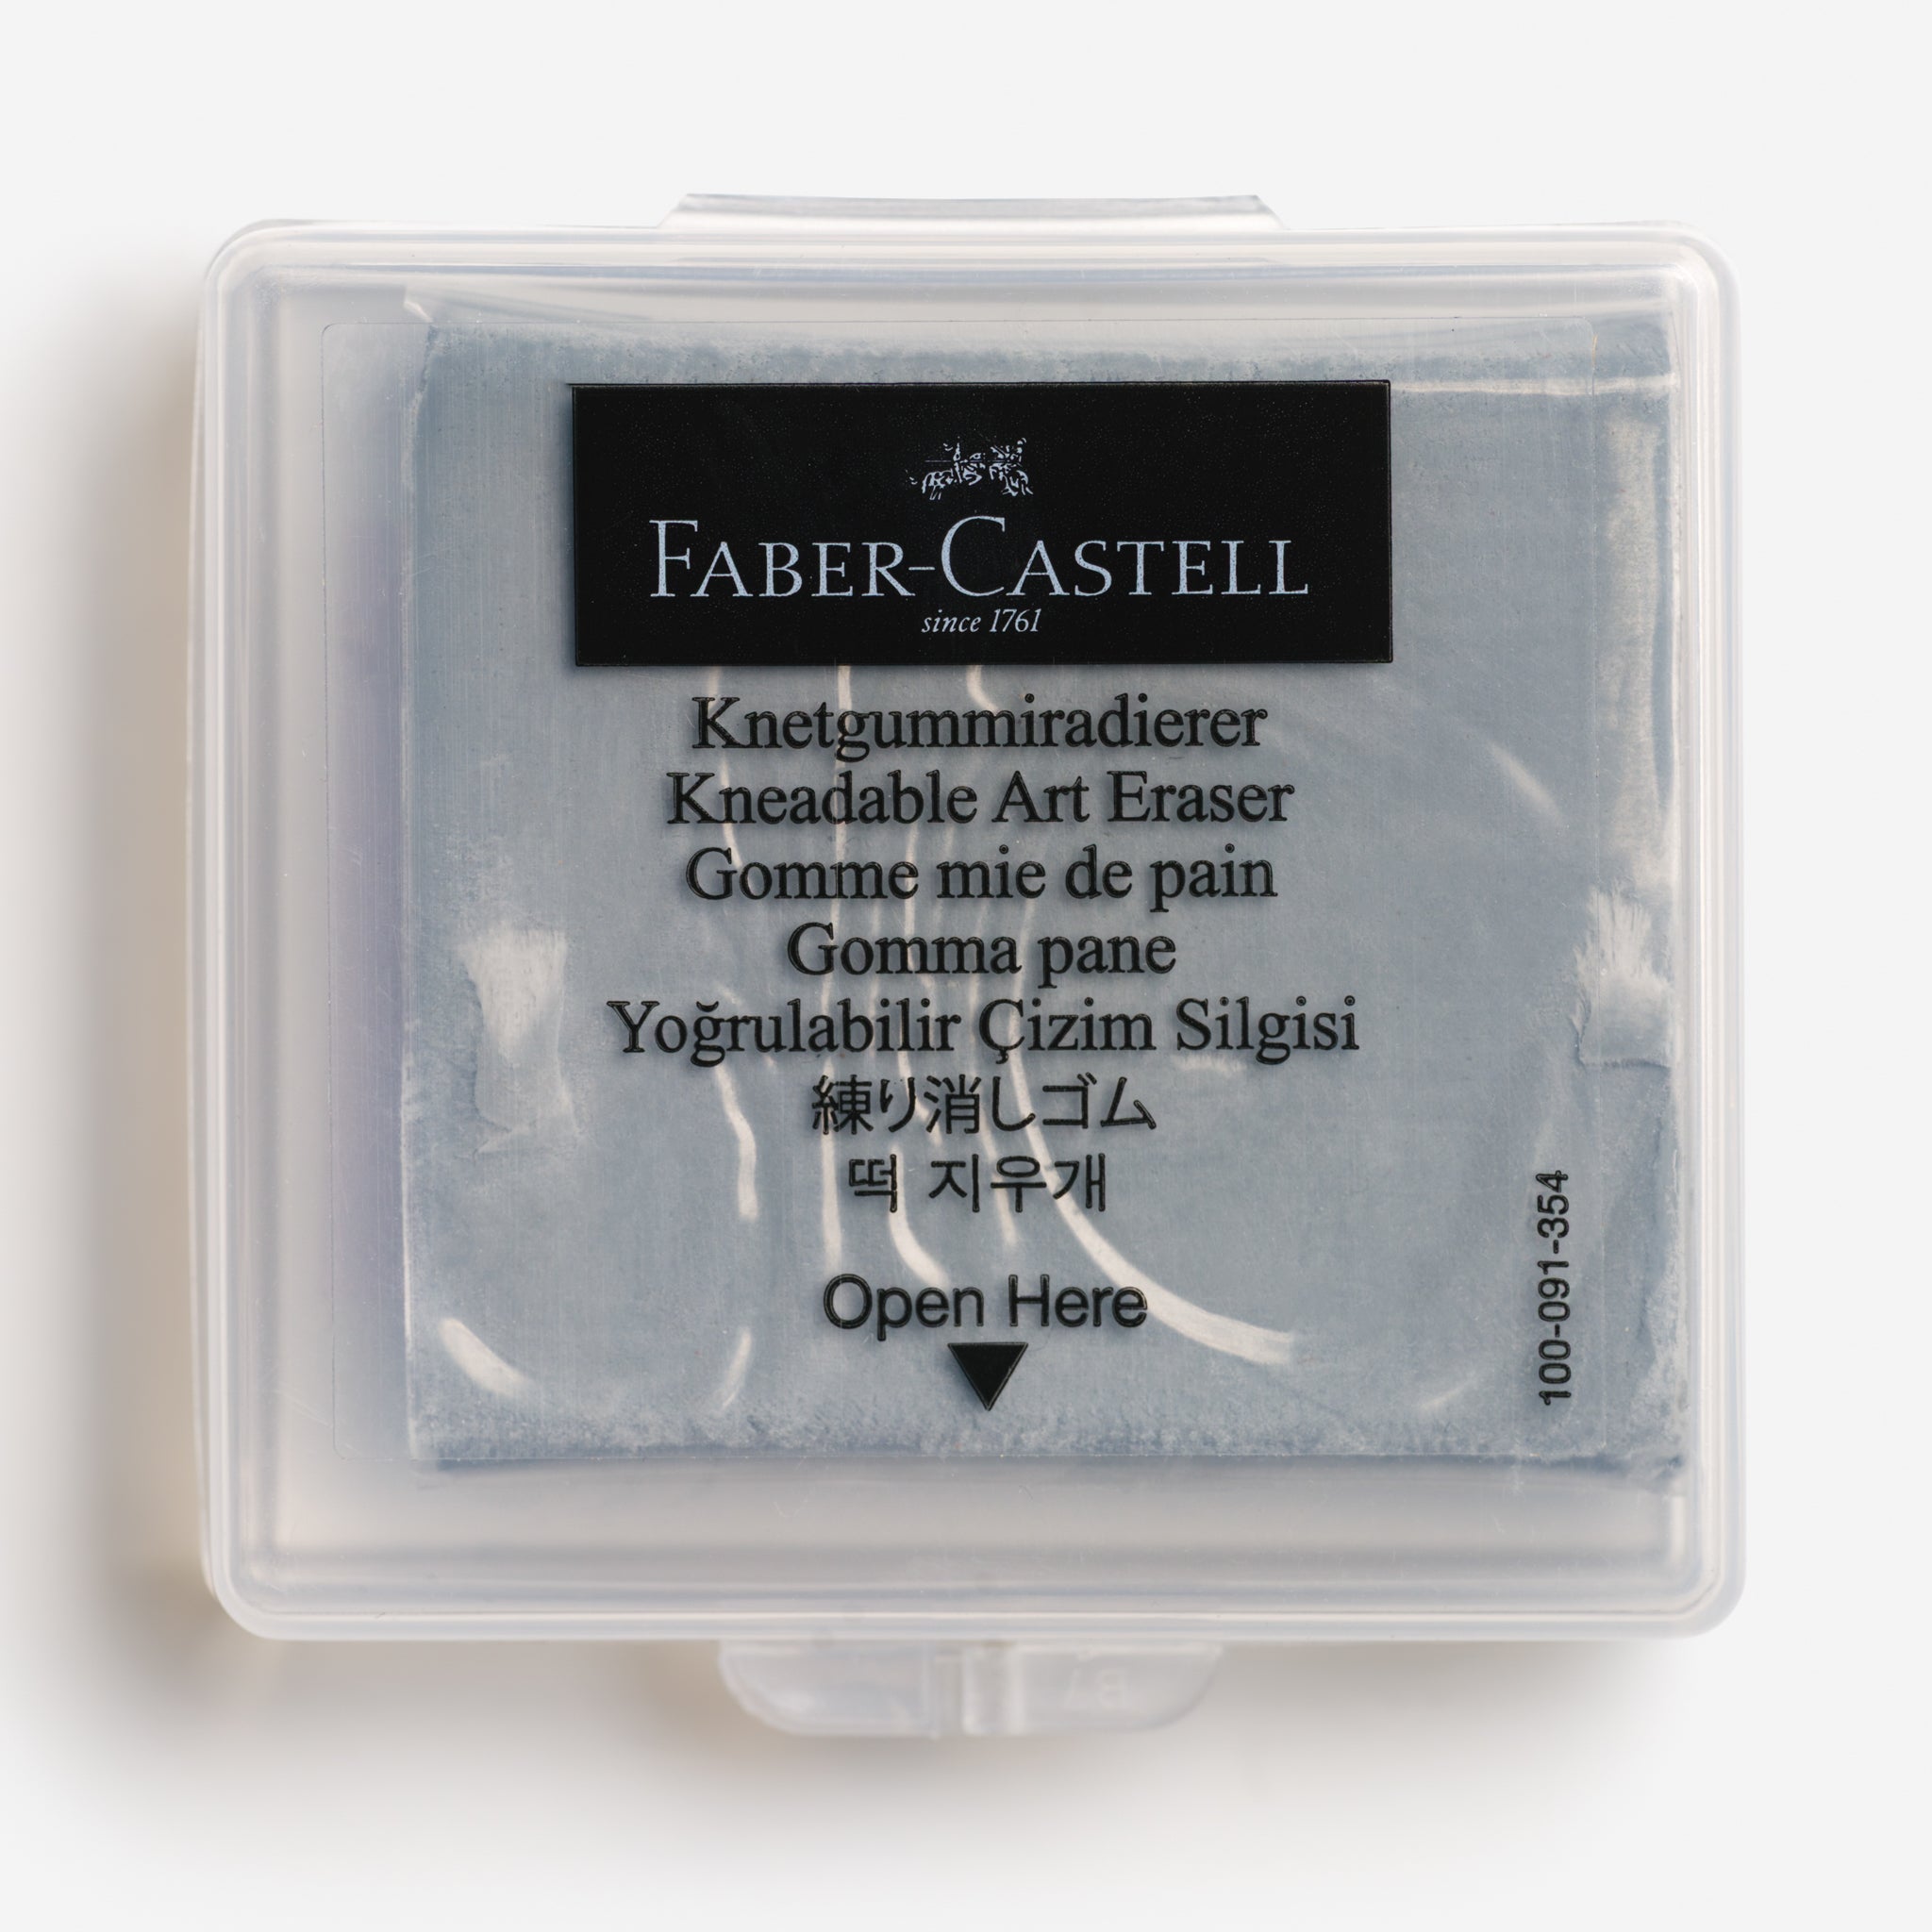 FABER-CASTELL
since 1761
Knetgummiradierer
Kneadable Art Eraser
Gomme mie de pain
Gomma pane
Yoğrulabilir Çizim Silgisi
練り消しゴム
떡 지우개
Open Here
100-091-354